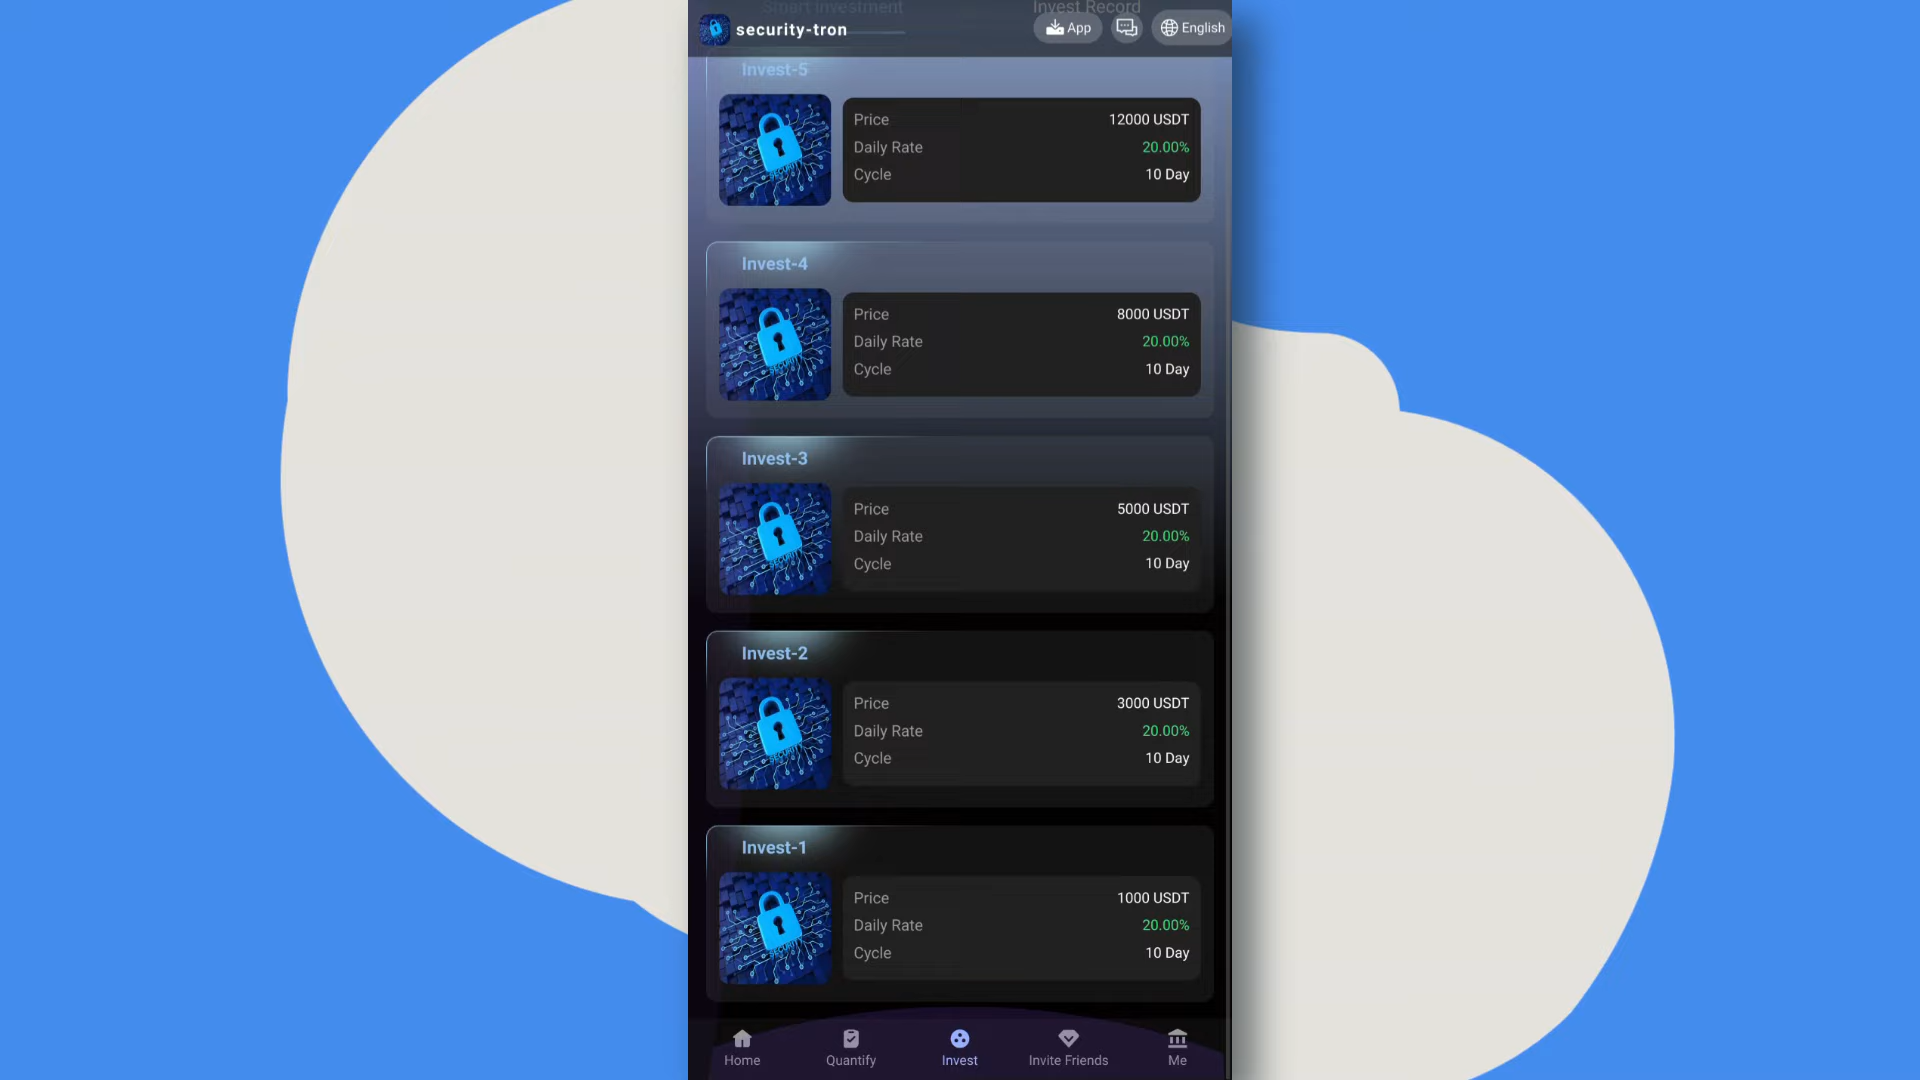 Smart Investment Invest Record
security-tron App English
Invest-5
Price 12000 USDT
Daily Rate 20.00%
Cycle 10 Day
Invest-4
Price 8000 USDT
Daily Rate 20.00%
Cycle 10 Day
Invest-3
Price 5000 USDT
Daily Rate 20.00%
Cycle 10 Day
Invest-2
Price 3000 USDT
Daily Rate 20.00%
Cycle 10 Day
Invest-1
Price 1000 USDT
Daily Rate 20.00%
Cycle 10 Day
Home Quantify Invest Invite Friends Me